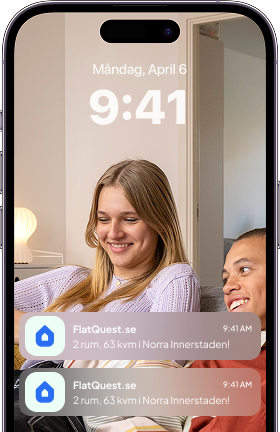 Måndag, April 6
9:41
FlatQuest.se 9:41 AM
2 rum, 63 kvm i Norra Innerstaden!
FlatQuest.se 9:41 AM
2 rum, 63 kvm i Norra Innerstaden!